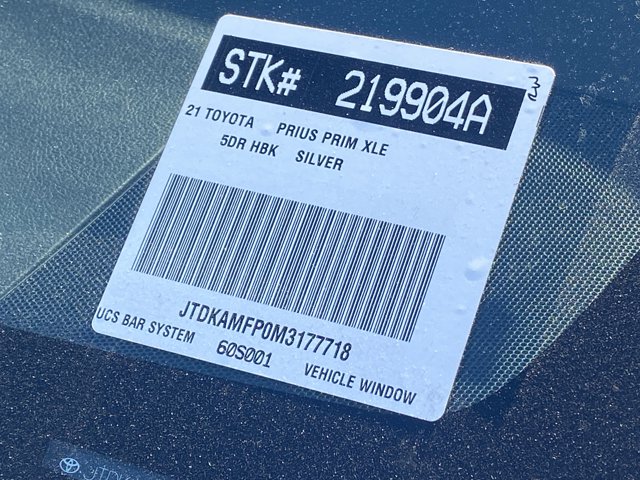 STK# 219904A
21 TOYOTA PRIUS PRIM XLE
5DR HBK SILVER
JTDKAMFP0M3177718
UCS BAR SYSTEM 60S001 VEHICLE WINDOW